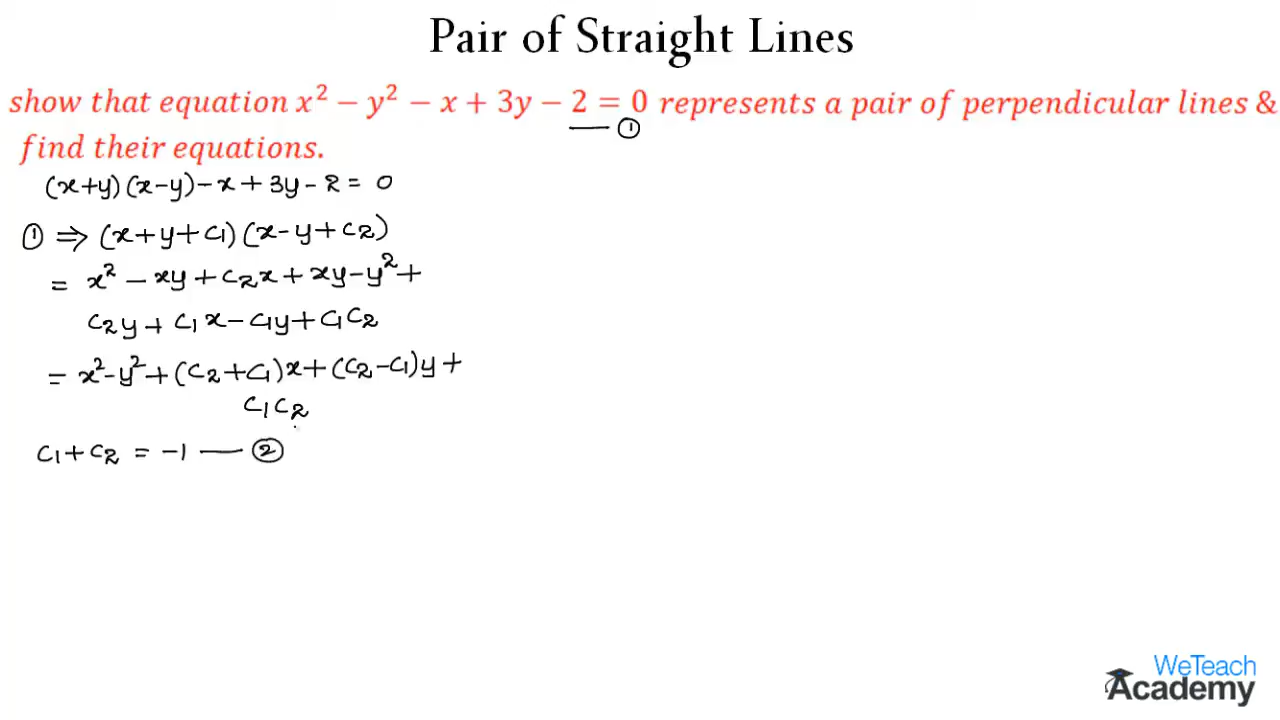 Pair of Straight Lines
show that equation x² − y² − x + 3y − 2 = 0 represents a pair of perpendicular lines &
— ①
find their equations.
(x+y)(x-y)-x+3y-2=0
① ⇒ (x+y+c₁)(x-y+c₂)
= x² - xy + c₂x + xy - y² +
c₂y + c₁x - c₁y + c₁c₂
= x² - y² + (c₂+c₁)x + (c₂-c₁)y +
c₁c₂
c₁+c₂ = -1 — ②
WeTeach
Academy